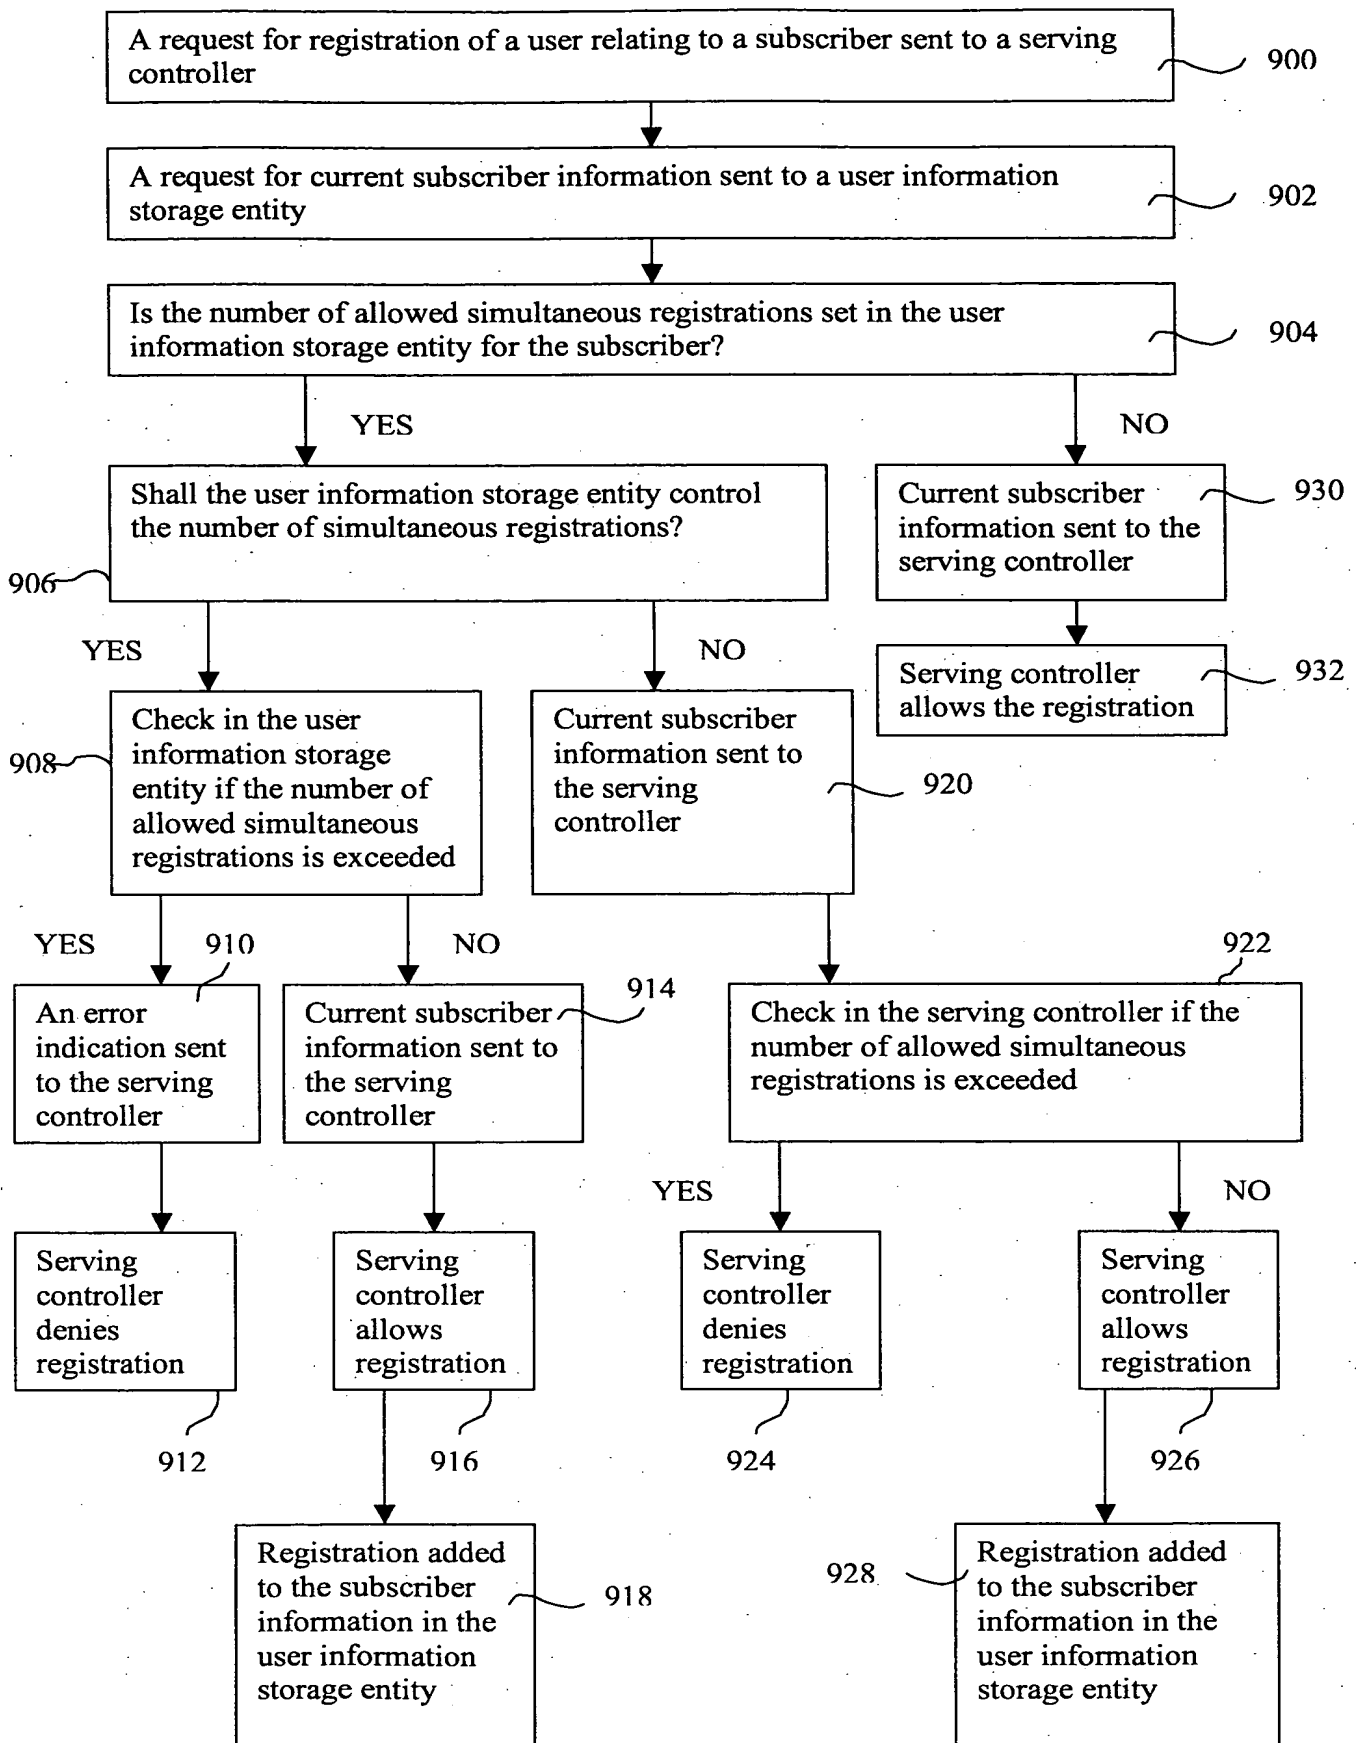 A request for registration of a user relating to a subscriber sent to a serving
controller
900
A request for current subscriber information sent to a user information
storage entity
902
Is the number of allowed simultaneous registrations set in the user
information storage entity for the subscriber?
904
YES
NO
Shall the user information storage entity control
the number of simultaneous registrations?
906
Current subscriber
information sent to the
serving controller
930
YES
NO
Serving controller
allows the registration
932
Check in the user
information storage
entity if the number of
allowed simultaneous
registrations is exceeded
908
Current subscriber
information sent to
the serving
controller
920
YES
910
NO
922
An error
indication sent
to the serving
controller
Current subscriber
information sent to
the serving
controller
914
Check in the serving controller if the
number of allowed simultaneous
registrations is exceeded
YES
NO
Serving
controller
denies
registration
912
Serving
controller
allows
registration
916
Serving
controller
denies
registration
924
Serving
controller
allows
registration
926
Registration added
to the subscriber
information in the
user information
storage entity
918
928
Registration added
to the subscriber
information in the
user information
storage entity